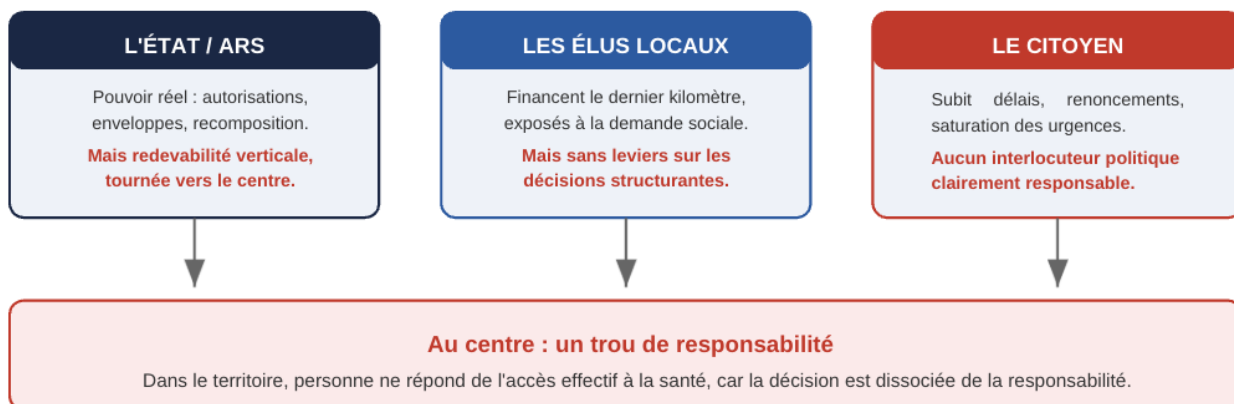 L'ÉTAT / ARS
Pouvoir réel : autorisations,
enveloppes, recomposition.
Mais redevabilité verticale,
tournée vers le centre.
LES ÉLUS LOCAUX
Financent le dernier kilomètre,
exposés à la demande sociale.
Mais sans leviers sur les
décisions structurantes.
LE CITOYEN
Subit délais, renoncements,
saturation des urgences.
Aucun interlocuteur politique
clairement responsable.
Au centre : un trou de responsabilité
Dans le territoire, personne ne répond de l'accès effectif à la santé, car la décision est dissociée de la responsabilité.